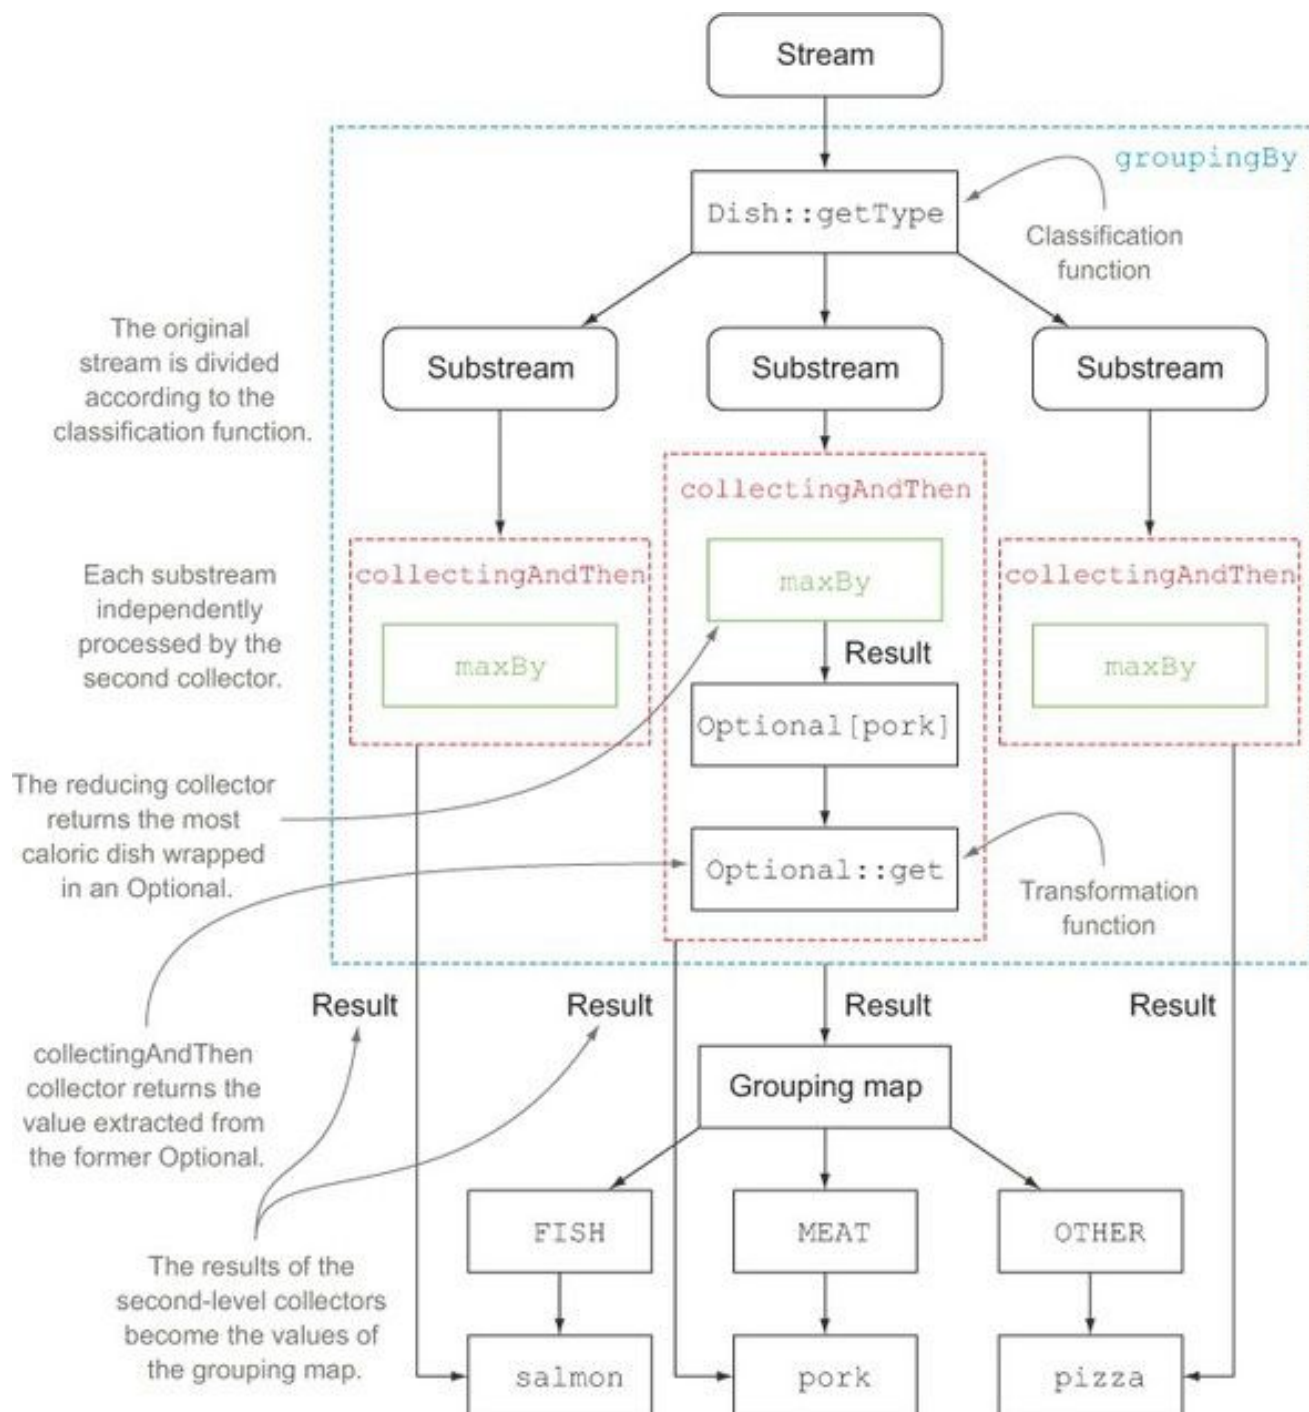 Stream
groupingBy
Dish::getType
Classification
function
The original
stream is divided
according to the
classification function.
Substream
Substream
Substream
collectingAndThen
maxBy
Result
Optional[pork]
Optional::get
collectingAndThen
maxBy
collectingAndThen
maxBy
Each substream
independently
processed by the
second collector.
The reducing collector
returns the most
caloric dish wrapped
in an Optional.
Transformation
function
Result
Result
Result
Result
collectingAndThen
collector returns the
value extracted from
the former Optional.
Grouping map
FISH
MEAT
OTHER
The results of the
second-level collectors
become the values of
the grouping map.
salmon
pork
pizza